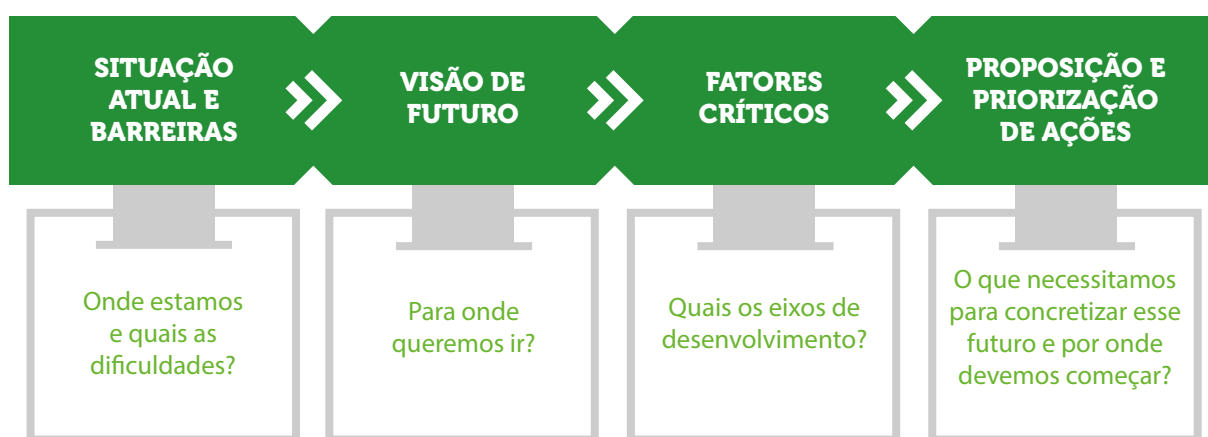 SITUAÇÃO
ATUAL E
BARREIRAS
VISÃO DE
FUTURO
FATORES
CRÍTICOS
PROPOSIÇÃO E
PRIORIZAÇÃO
DE AÇÕES
Onde estamos
e quais as
dificuldades?
Para onde
queremos ir?
Quais os eixos de
desenvolvimento?
O que necessitamos
para concretizar esse
futuro e por onde
devemos começar?